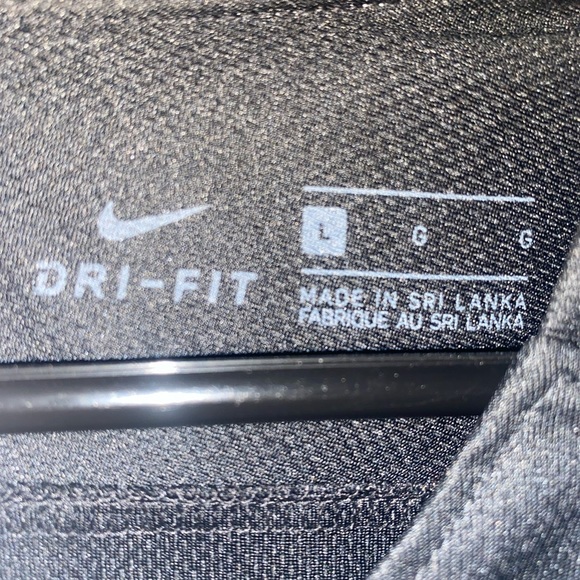 DRI-FIT
L G G
MADE IN SRI LANKA
FABRIQUE AU SRI LANKA